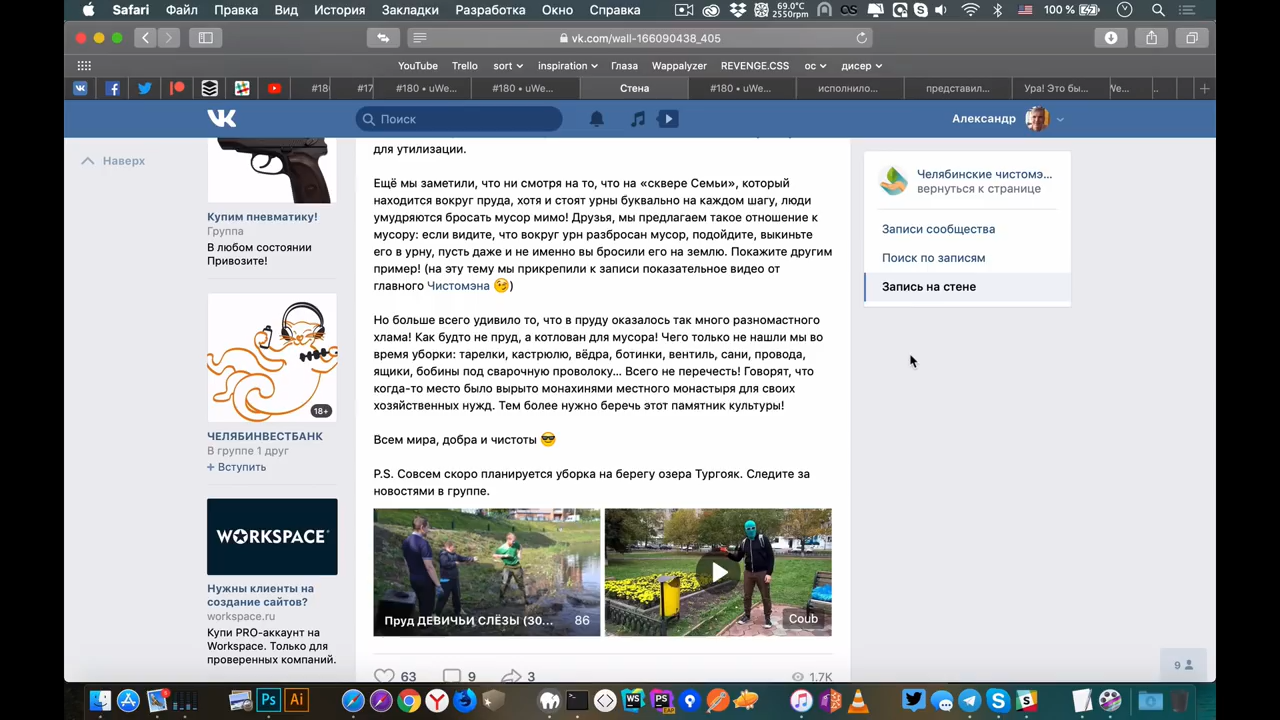 Safari Файл Правка Вид История Закладки Разработка Окно Справка
69.0°C
2550rpm
100 %
vk.com/wall-166090438_405
YouTube Trello sort inspiration Глаза Wappalyzer REVENGE.CSS ос дисер
#18 #17 #180 • uWe... #180 • uWe... Стена #180 • uWe... исполнило... представил... Ура! Это бы... We...
Поиск
Александр
Наверх
для утилизации.
Ещё мы заметили, что ни смотря на то, что на «сквере Семьи», который
находится вокруг пруда, хотя и стоят урны буквально на каждом шагу, люди
умудряются бросать мусор мимо! Друзья, мы предлагаем такое отношение к
мусору: если видите, что вокруг урн разбросан мусор, подойдите, выкиньте
его в урну, пусть даже и не именно вы бросили его на землю. Покажите другим
пример! (на эту тему мы прикрепили к записи показательное видео от
главного Чистомэна 😏)
Но больше всего удивило то, что в пруду оказалось так много разномастного
хлама! Как будто не пруд, а котлован для мусора! Чего только не нашли мы во
время уборки: тарелки, кастрюлю, вёдра, ботинки, вентиль, сани, провода,
ящики, бобины под сварочную проволоку... Всего не перечесть! Говорят, что
когда-то место было вырыто монахинями местного монастыря для своих
хозяйственных нужд. Тем более нужно беречь этот памятник культуры!
Всем мира, добра и чистоты 😎
P.S. Совсем скоро планируется уборка на берегу озера Тургояк. Следите за
новостями в группе.
Пруд ДЕВИЧЬИ СЛЁЗЫ (30... 86
Coub
63 9 3 1.7K
Купим пневматику!
Группа
В любом состоянии
Привозите!
18+
ЧЕЛЯБИНВЕСТБАНК
В группе 1 друг
+ Вступить
WORKSPACE
Нужны клиенты на
создание сайтов?
workspace.ru
Купи PRO-аккаунт на
Workspace. Только для
проверенных компаний.
Челябинские чистомэ...
вернуться к странице
Записи сообщества
Поиск по записям
Запись на стене
9
Ps Ai WS PS